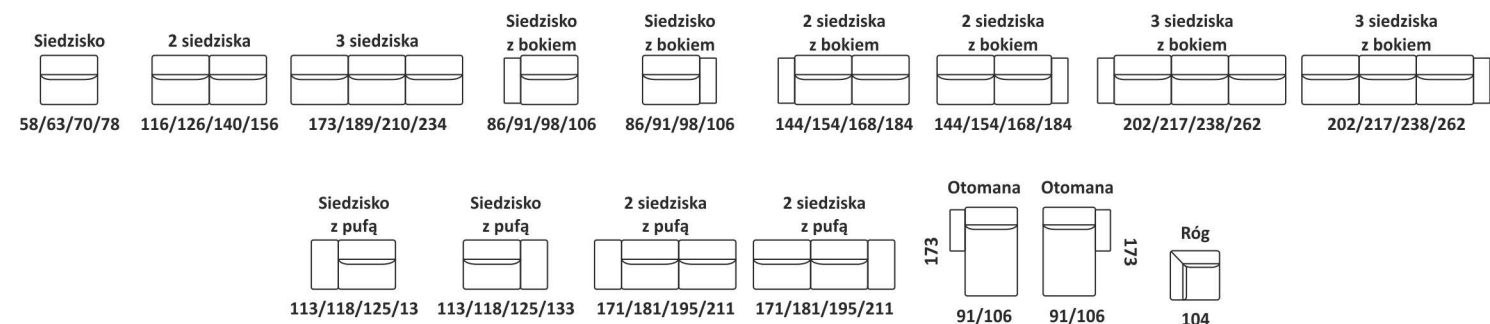 Siedzisko
58/63/70/78
2 siedziska
116/126/140/156
3 siedziska
173/189/210/234
Siedzisko
z bokiem
86/91/98/106
Siedzisko
z bokiem
86/91/98/106
2 siedziska
z bokiem
144/154/168/184
2 siedziska
z bokiem
144/154/168/184
3 siedziska
z bokiem
202/217/238/262
3 siedziska
z bokiem
202/217/238/262
Siedzisko
z pufą
113/118/125/13
Siedzisko
z pufą
113/118/125/133
2 siedziska
z pufą
171/181/195/211
2 siedziska
z pufą
171/181/195/211
Otomana
173
91/106
Otomana
173
91/106
Róg
104